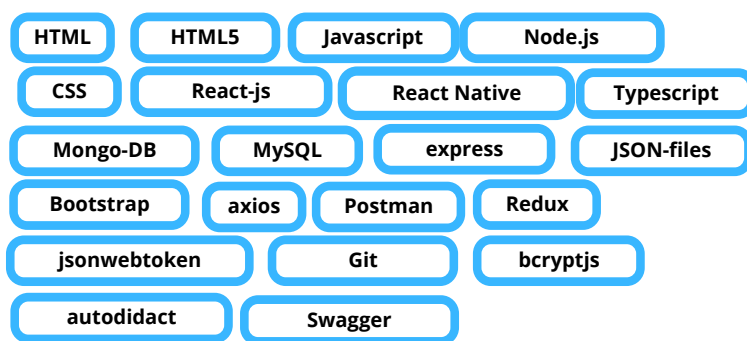 HTML HTML5 Javascript Node.js
CSS React-js React Native Typescript
Mongo-DB MySQL express JSON-files
Bootstrap axios Postman Redux
jsonwebtoken Git bcryptjs
autodidact Swagger